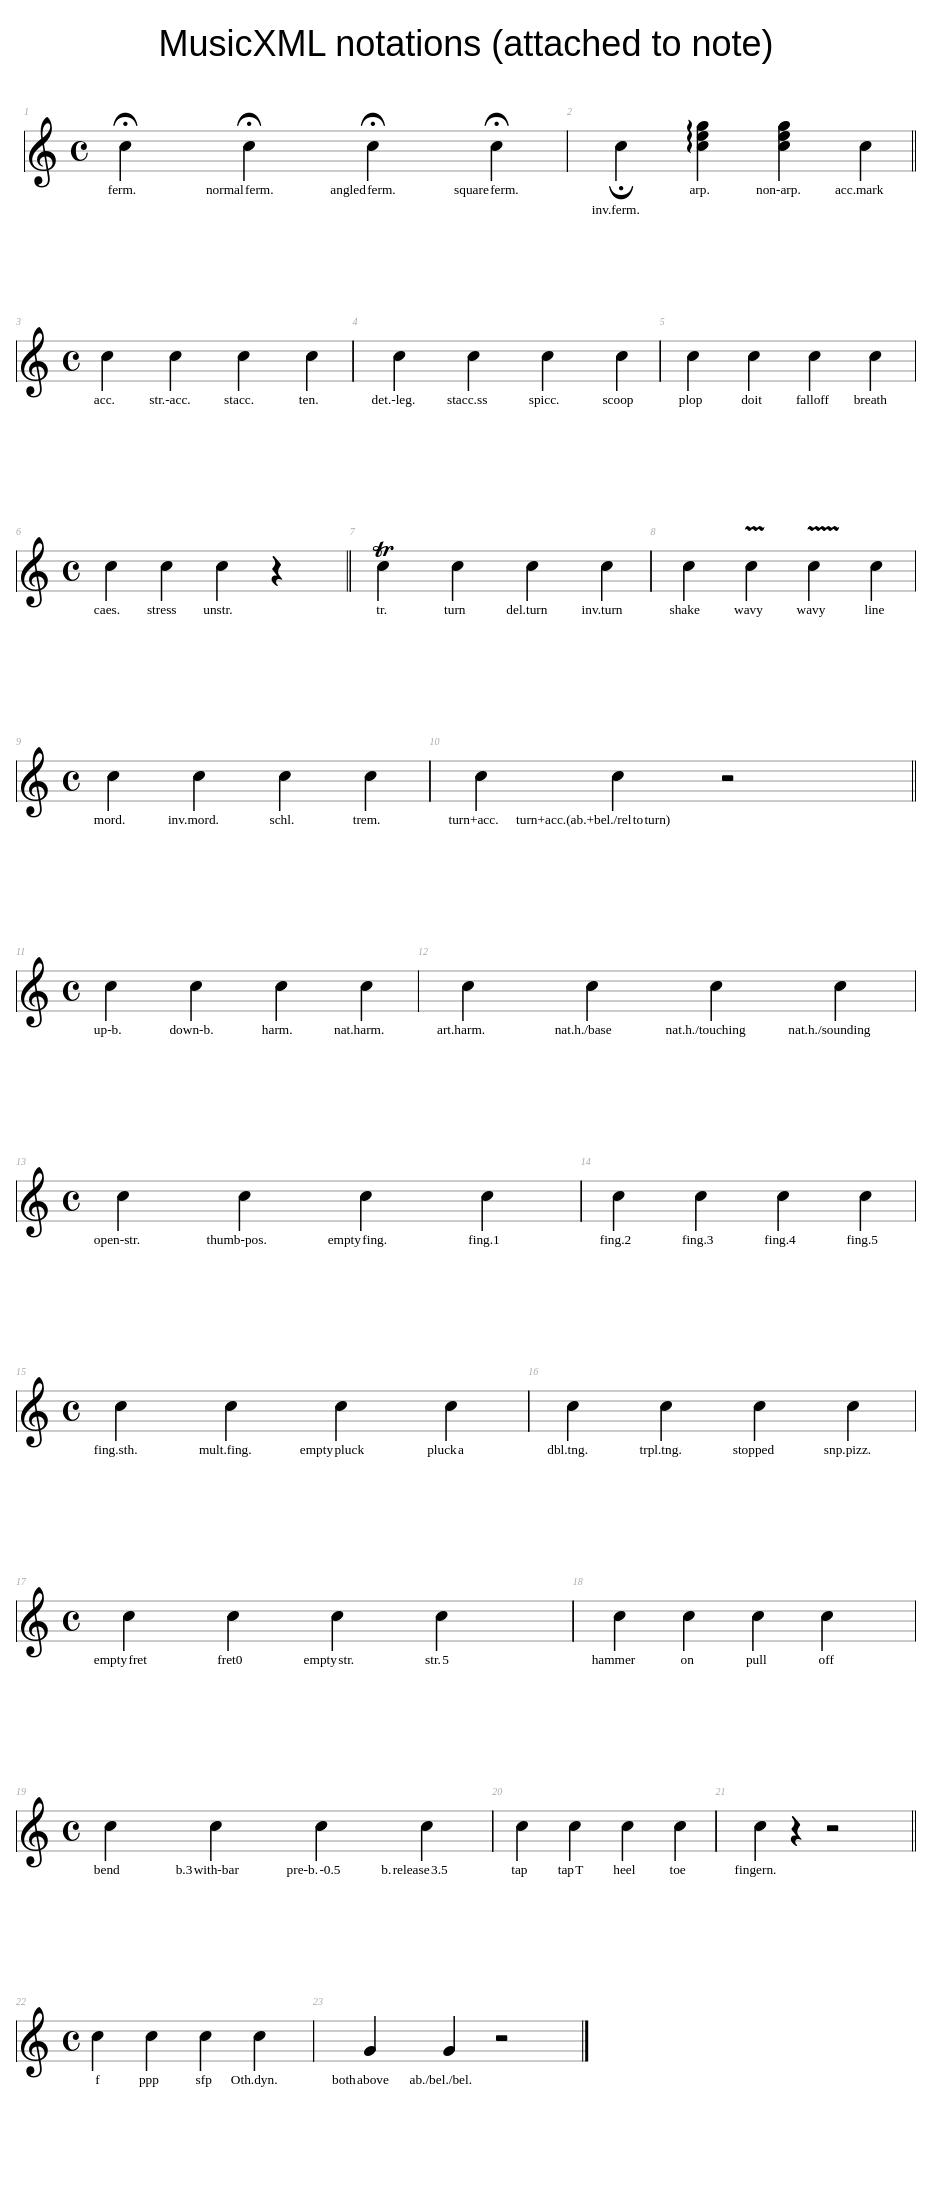 MusicXML notations (attached to note)
1 2
ferm. normal ferm. angled ferm. square ferm. arp. non-arp. acc.mark
inv.ferm.
3 4 5
acc. str.-acc. stacc. ten. det.-leg. stacc.ss spicc. scoop plop doit falloff breath
6 7 8
tr
caes. stress unstr. tr. turn del.turn inv.turn shake wavy wavy line
9 10
mord. inv.mord. schl. trem. turn+acc. turn+acc.(ab.+bel./rel to turn)
11 12
up-b. down-b. harm. nat.harm. art.harm. nat.h./base nat.h./touching nat.h./sounding
13 14
open-str. thumb-pos. empty fing. fing.1 fing.2 fing.3 fing.4 fing.5
15 16
fing.sth. mult.fing. empty pluck pluck a dbl.tng. trpl.tng. stopped snp.pizz.
17 18
empty fret fret0 empty str. str. 5 hammer on pull off
19 20 21
bend b.3 with-bar pre-b. -0.5 b. release 3.5 tap tap T heel toe fingern.
22 23
f ppp sfp Oth.dyn. both above ab./bel./bel.